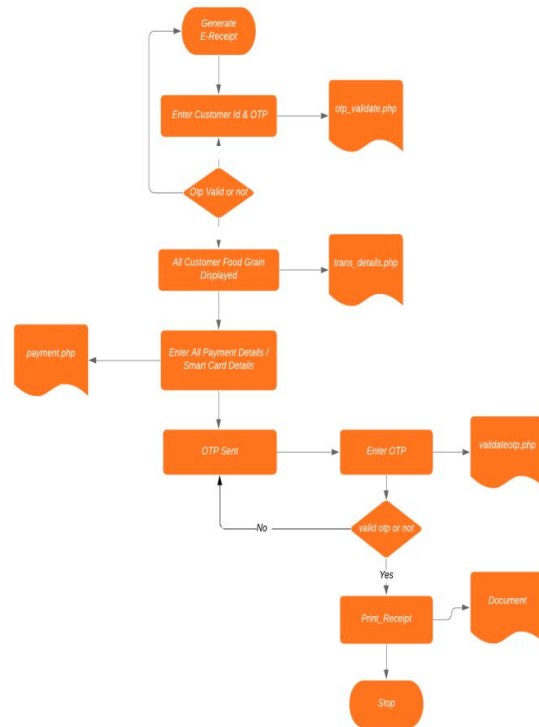 Generate
E-Receipt
Enter Customer Id & OTP
otp_validate.php
Otp Valid or not
All Customer Food Grain
Displayed
trans_details.php
Enter All Payment Details /
Smart Card Details
payment.php
OTP Sent
Enter OTP
validateotp.php
valid otp or not
No
Yes
Print_Receipt
Document
Stop